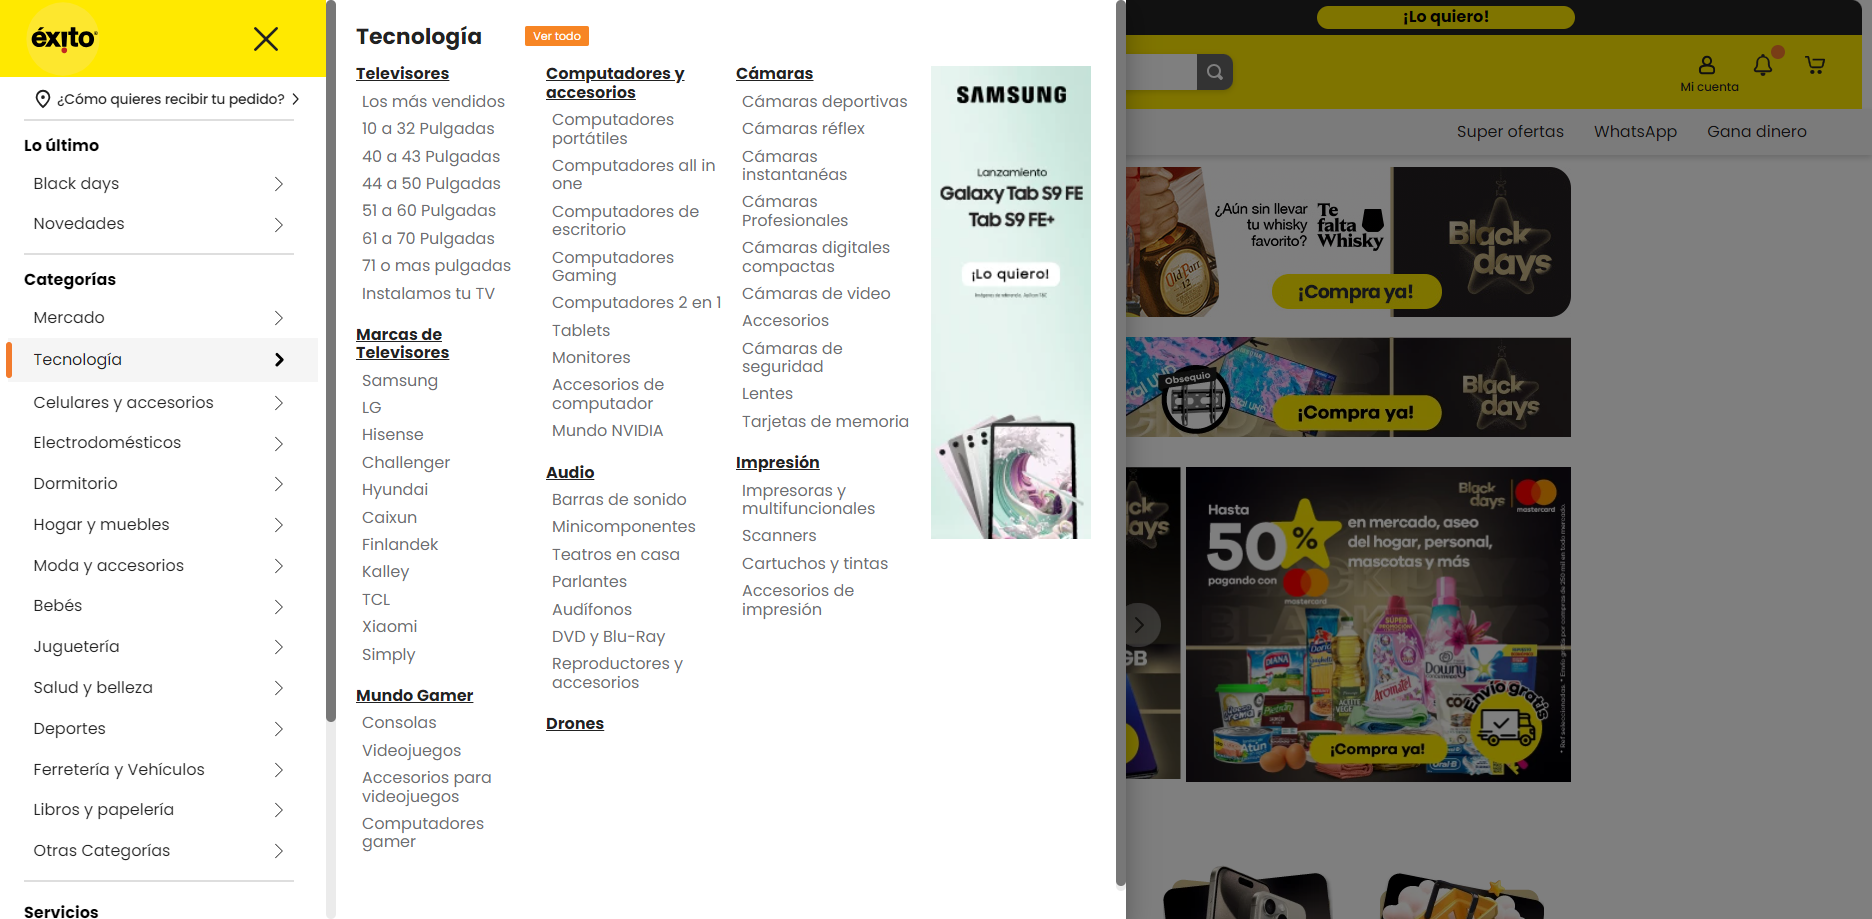 éxito
¿Cómo quieres recibir tu pedido?
Lo último
Black days
Novedades
Categorías
Mercado
Tecnología
Celulares y accesorios
Electrodomésticos
Dormitorio
Hogar y muebles
Moda y accesorios
Bebés
Juguetería
Salud y belleza
Deportes
Ferretería y Vehículos
Libros y papelería
Otras Categorías
Servicios
Tecnología
Ver todo
Televisores
Los más vendidos
10 a 32 Pulgadas
40 a 43 Pulgadas
44 a 50 Pulgadas
51 a 60 Pulgadas
61 a 70 Pulgadas
71 o mas pulgadas
Instalamos tu TV
Marcas de
Televisores
Samsung
LG
Hisense
Challenger
Hyundai
Caixun
Finlandek
Kalley
TCL
Xiaomi
Simply
Mundo Gamer
Consolas
Videojuegos
Accesorios para
videojuegos
Computadores
gamer
Computadores y
accesorios
Computadores
portátiles
Computadores all in
one
Computadores de
escritorio
Computadores
Gaming
Computadores 2 en 1
Tablets
Monitores
Accesorios de
computador
Mundo NVIDIA
Audio
Barras de sonido
Minicomponentes
Teatros en casa
Parlantes
Audífonos
DVD y Blu-Ray
Reproductores y
accesorios
Drones
Cámaras
Cámaras deportivas
Cámaras réflex
Cámaras
instantanéas
Cámaras
Profesionales
Cámaras digitales
compactas
Cámaras de video
Accesorios
Cámaras de
seguridad
Lentes
Tarjetas de memoria
Impresión
Impresoras y
multifuncionales
Scanners
Cartuchos y tintas
Accesorios de
impresión
SAMSUNG
Lanzamiento
Galaxy Tab S9 FE
Tab S9 FE+
¡Lo quiero!
¡Lo quiero!
Mi cuenta
Super ofertas
WhatsApp
Gana dinero
¿Aún sin llevar
tu whisky
favorito?
Te
falta
Whisky
Old Parr
12
Black
days
¡Compra ya!
Obsequio
Black
days
¡Compra ya!
GB
Black
days
mastercard
Hasta
50%
pagando con
mastercard
en mercado, aseo
del hogar, personal,
mascotas y más
DIANA
Doria
Aromatel
Downy
Atún
Oral-B
Envío gratis
¡Compra ya!